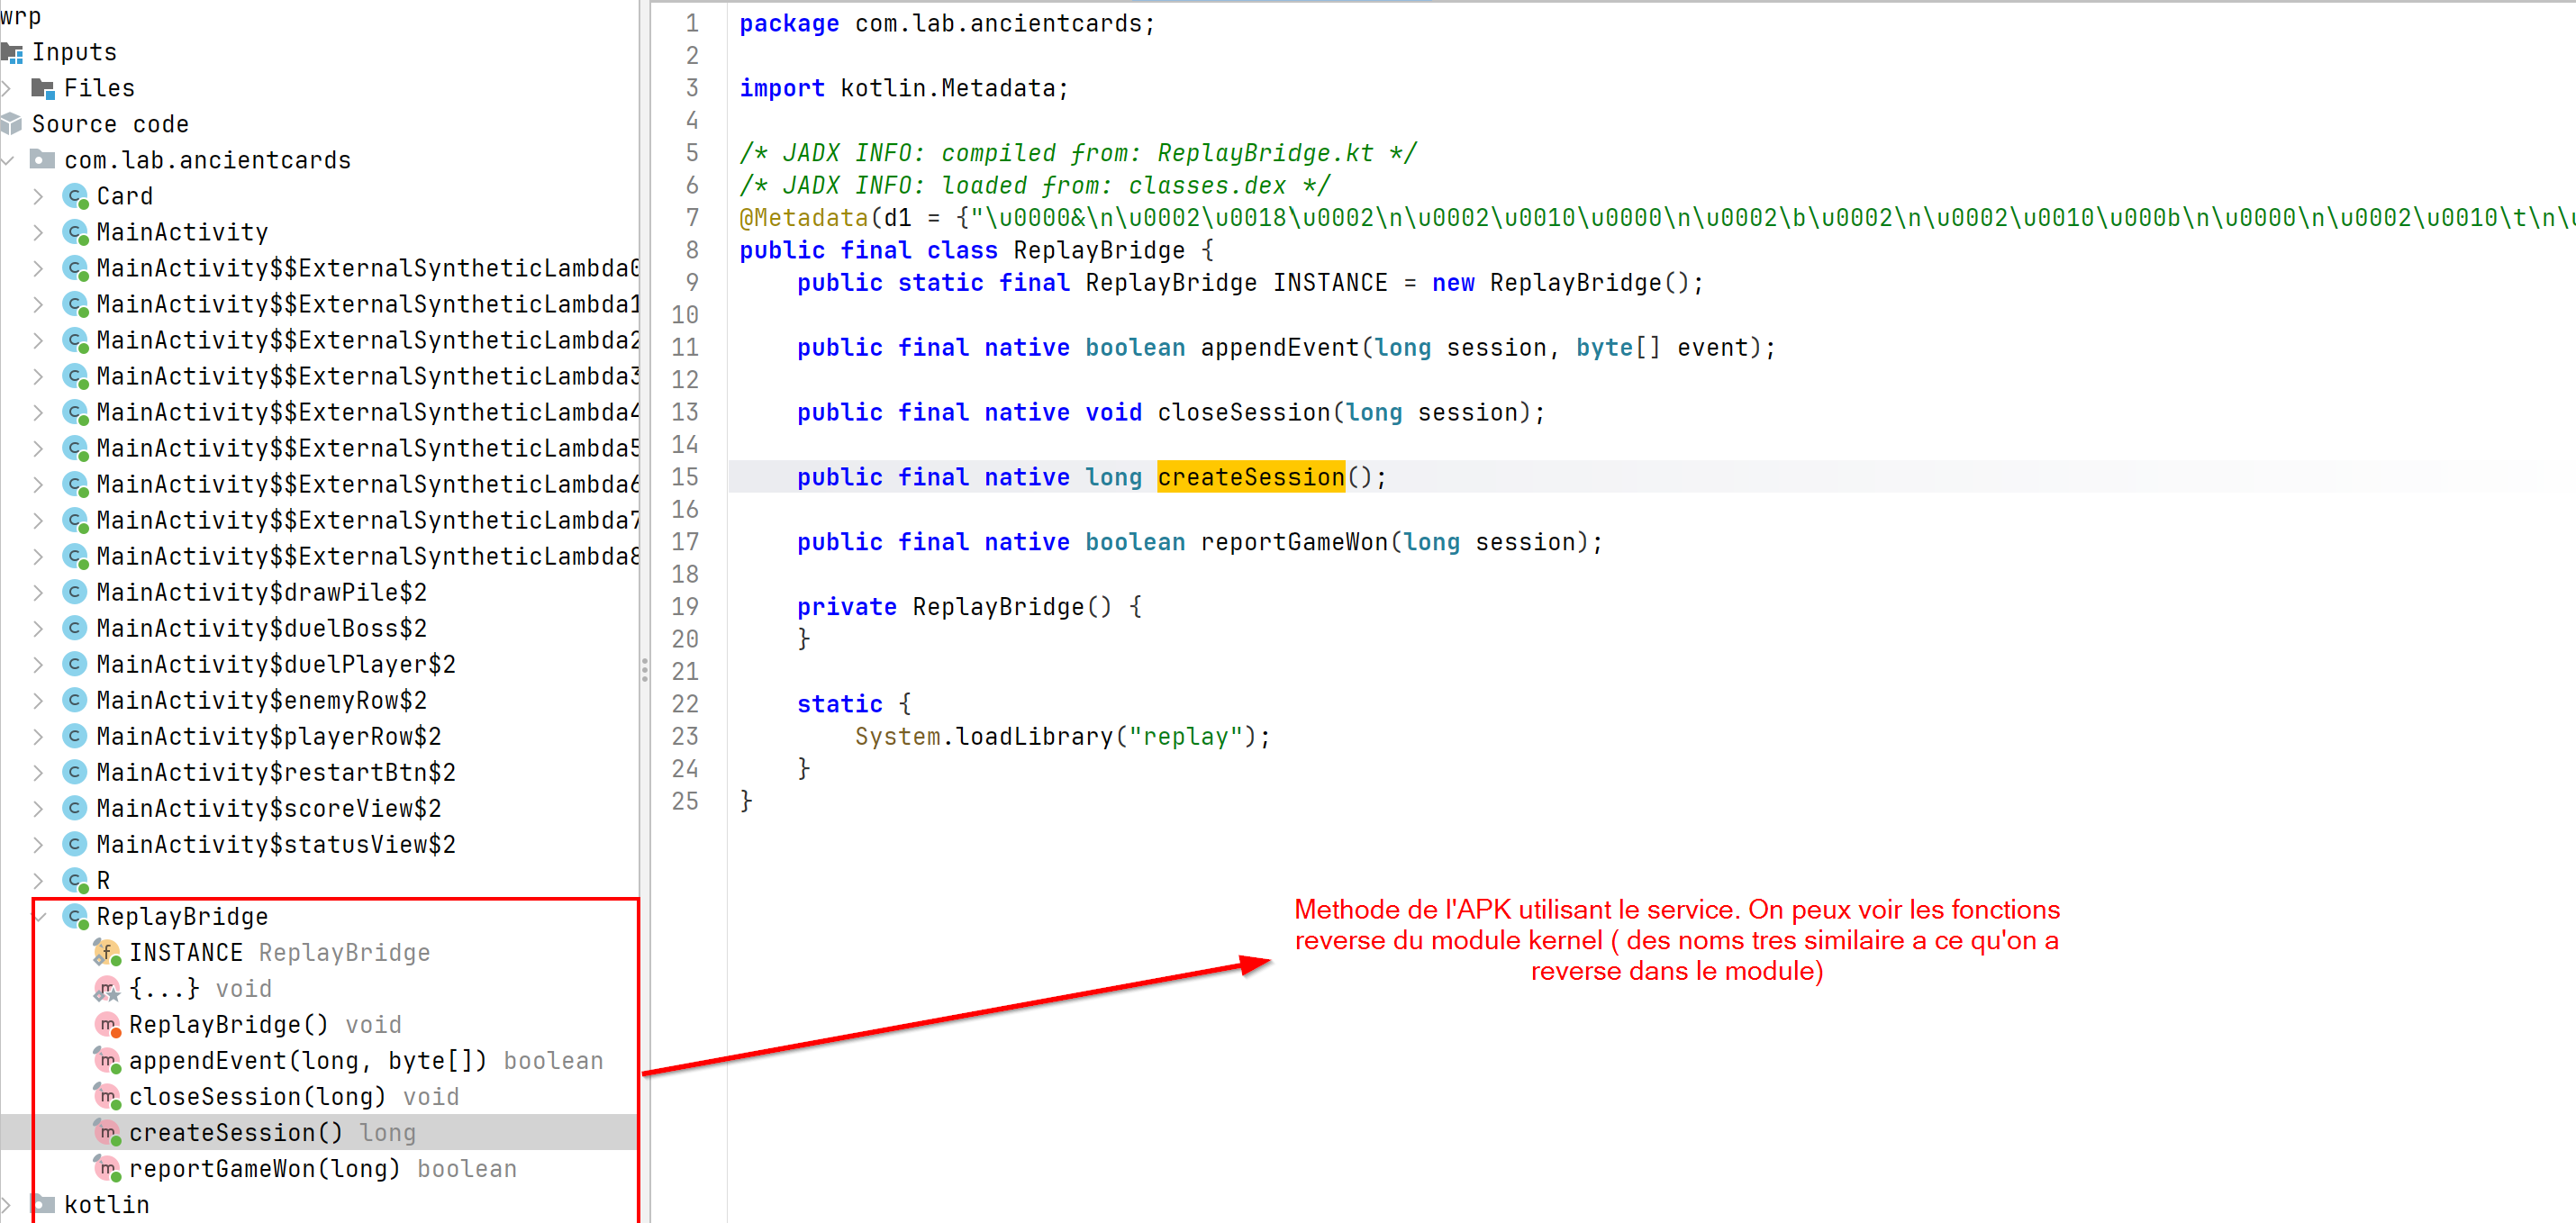 wrp
Inputs
Files
Source code
com.lab.ancientcards
Card
MainActivity
MainActivity$$ExternalSyntheticLambda0
MainActivity$$ExternalSyntheticLambda1
MainActivity$$ExternalSyntheticLambda2
MainActivity$$ExternalSyntheticLambda3
MainActivity$$ExternalSyntheticLambda4
MainActivity$$ExternalSyntheticLambda5
MainActivity$$ExternalSyntheticLambda6
MainActivity$$ExternalSyntheticLambda7
MainActivity$$ExternalSyntheticLambda8
MainActivity$drawPile$2
MainActivity$duelBoss$2
MainActivity$duelPlayer$2
MainActivity$enemyRow$2
MainActivity$playerRow$2
MainActivity$restartBtn$2
MainActivity$scoreView$2
MainActivity$statusView$2
R
ReplayBridge
INSTANCE ReplayBridge
{...} void
ReplayBridge() void
appendEvent(long, byte[]) boolean
closeSession(long) void
createSession() long
reportGameWon(long) boolean
kotlin
1 package com.lab.ancientcards;
2
3 import kotlin.Metadata;
4
5 /* JADX INFO: compiled from: ReplayBridge.kt */
6 /* JADX INFO: loaded from: classes.dex */
7 @Metadata(d1 = {"\u0000&\n\u0002\u0018\u0002\n\u0002\u0010\u0000\n\u0002\b\u0002\n\u0002\u0010\u000b\n\u0000\n\u0002\u0010\t\n\u
8 public final class ReplayBridge {
9 public static final ReplayBridge INSTANCE = new ReplayBridge();
10
11 public final native boolean appendEvent(long session, byte[] event);
12
13 public final native void closeSession(long session);
14
15 public final native long createSession();
16
17 public final native boolean reportGameWon(long session);
18
19 private ReplayBridge() {
20 }
21
22 static {
23 System.loadLibrary("replay");
24 }
25 }
Methode de l'APK utilisant le service. On peux voir les fonctions
reverse du module kernel ( des noms tres similaire a ce qu'on a
reverse dans le module)